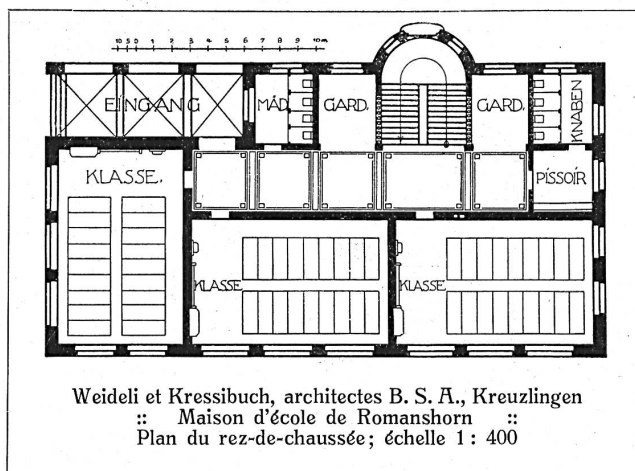 10 5 0 1 2 3 4 5 6 7 8 9 10 m
EINGANG
MÄD.
GARD.
GARD.
KNABEN
KLASSE.
PISSOIR
KLASSE
KLASSE
Weideli et Kressibuch, architectes B. S. A., Kreuzlingen
:: Maison d'école de Romanshorn ::
Plan du rez-de-chaussée; échelle 1 : 400